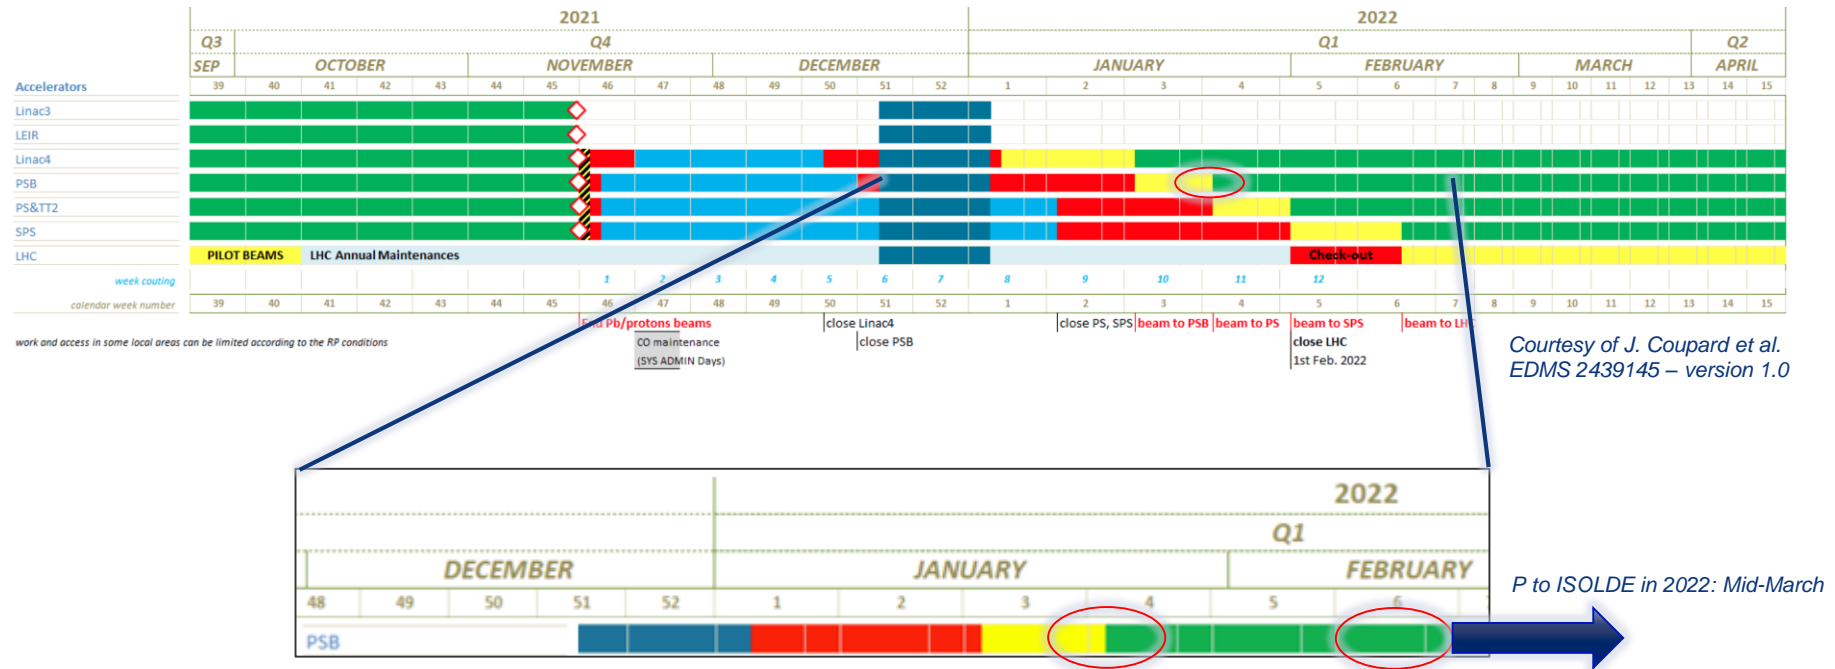 2021 2022
Q3 Q4 Q1 Q2
SEP OCTOBER NOVEMBER DECEMBER JANUARY FEBRUARY MARCH APRIL
Accelerators 39 40 41 42 43 44 45 46 47 48 49 50 51 52 1 2 3 4 5 6 7 8 9 10 11 12 13 14 15
Linac3
LEIR
Linac4
PSB
PS&TT2
SPS
LHC PILOT BEAMS LHC Annual Maintenances Check-out
week couting 1 2 3 4 5 6 7 8 9 10 11 12
calendar week number 39 40 41 42 43 44 45 46 47 48 49 50 51 52 1 2 3 4 5 6 7 8 9 10 11 12 13 14 15
End Pb/protons beams close Linac4 close PS, SPS beam to PSB beam to PS beam to SPS beam to LHC
work and access in some local areas can be limited according to the RP conditions CO maintenance close PSB close LHC
(SYS ADMIN Days) 1st Feb. 2022
Courtesy of J. Coupard et al.
EDMS 2439145 – version 1.0
2022
Q1
DECEMBER JANUARY FEBRUARY
48 49 50 51 52 1 2 3 4 5 6
PSB
P to ISOLDE in 2022: Mid-March